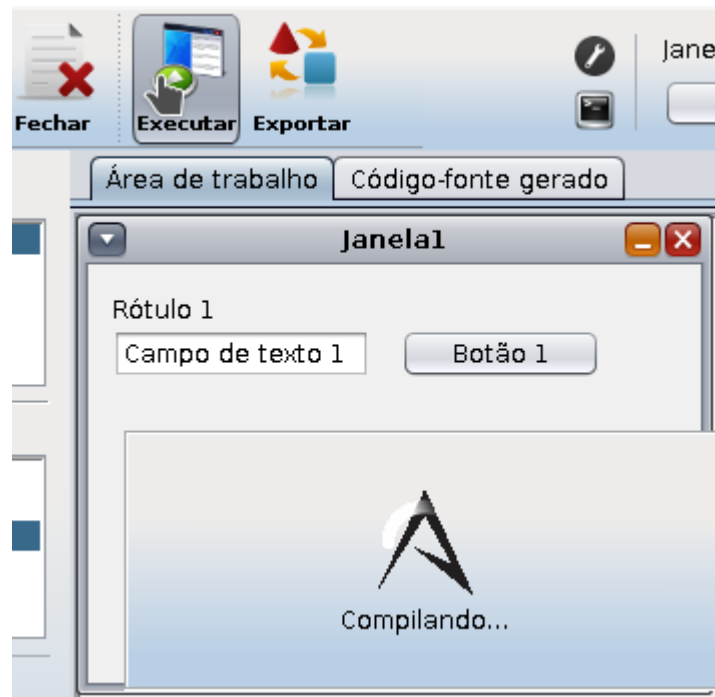 Fechar
Executar
Exportar
Jane
Área de trabalho
Código-fonte gerado
Janela1
Rótulo 1
Campo de texto 1
Botão 1
Compilando...